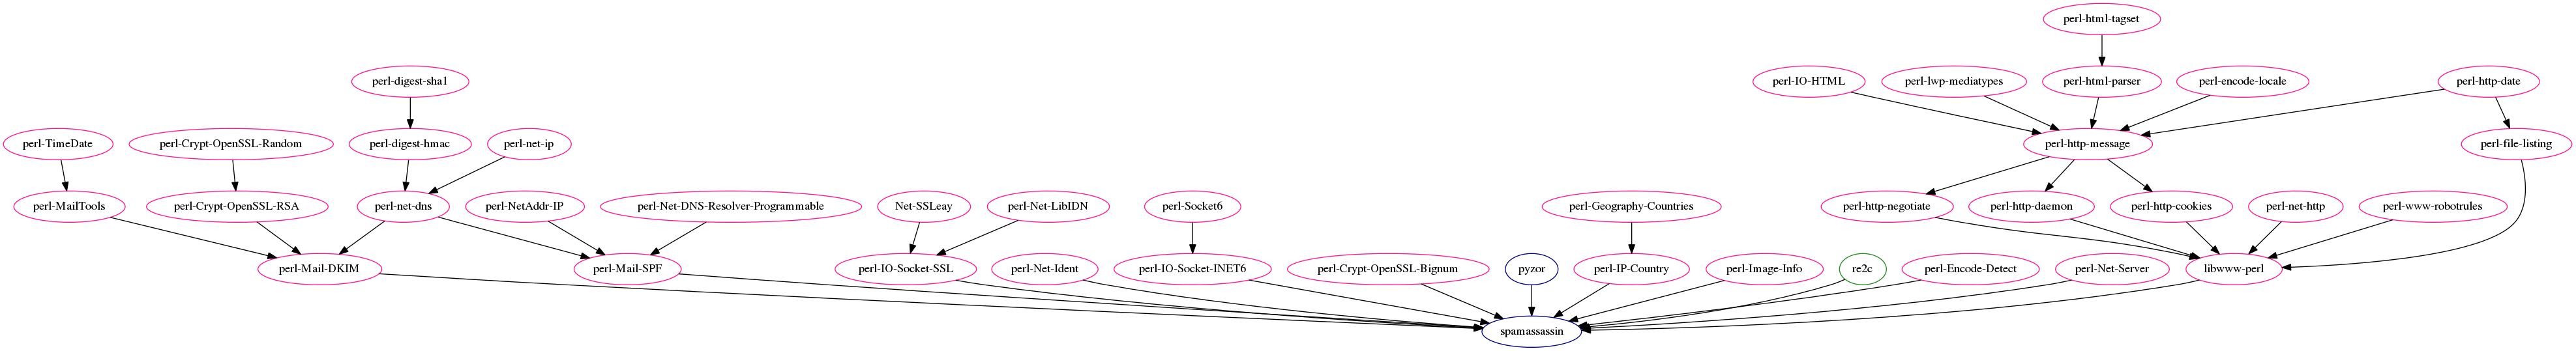 perl-html-tagset
perl-digest-sha1
perl-IO-HTML
perl-lwp-mediatypes
perl-html-parser
perl-encode-locale
perl-http-date
perl-TimeDate
perl-Crypt-OpenSSL-Random
perl-digest-hmac
perl-net-ip
perl-http-message
perl-file-listing
perl-MailTools
perl-Crypt-OpenSSL-RSA
perl-net-dns
perl-NetAddr-IP
perl-Net-DNS-Resolver-Programmable
Net-SSLeay
perl-Net-LibIDN
perl-Socket6
perl-Geography-Countries
perl-http-negotiate
perl-http-daemon
perl-http-cookies
perl-net-http
perl-www-robotrules
perl-Mail-DKIM
perl-Mail-SPF
perl-IO-Socket-SSL
perl-Net-Ident
perl-IO-Socket-INET6
perl-Crypt-OpenSSL-Bignum
pyzor
perl-IP-Country
perl-Image-Info
re2c
perl-Encode-Detect
perl-Net-Server
libwww-perl
spamassassin